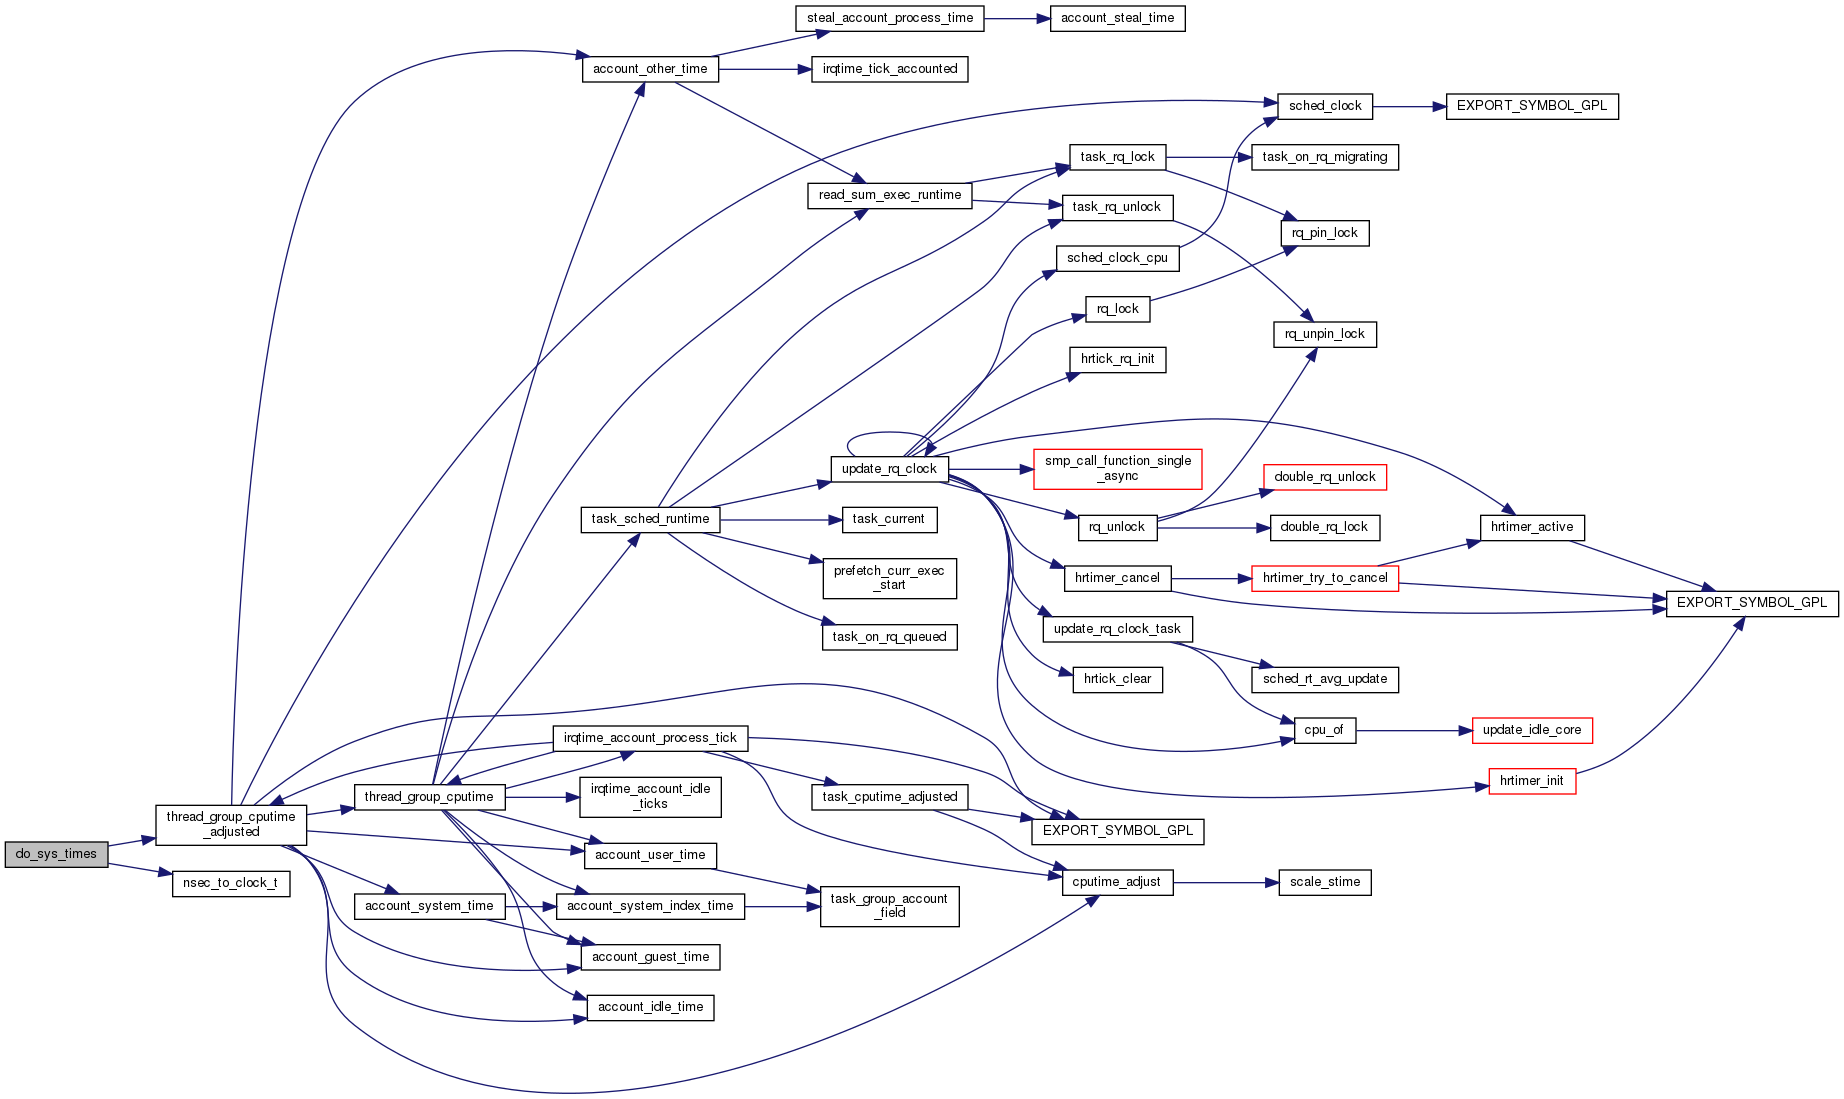 steal_account_process_time
account_steal_time
account_other_time
irqtime_tick_accounted
sched_clock
EXPORT_SYMBOL_GPL
task_rq_lock
task_on_rq_migrating
read_sum_exec_runtime
task_rq_unlock
rq_pin_lock
sched_clock_cpu
rq_lock
rq_unpin_lock
hrtick_rq_init
update_rq_clock
smp_call_function_single
_async
double_rq_unlock
task_sched_runtime
task_current
rq_unlock
double_rq_lock
hrtimer_active
prefetch_curr_exec
_start
hrtimer_cancel
hrtimer_try_to_cancel
EXPORT_SYMBOL_GPL
task_on_rq_queued
update_rq_clock_task
hrtick_clear
sched_rt_avg_update
irqtime_account_process_tick
cpu_of
update_idle_core
thread_group_cputime
irqtime_account_idle
_ticks
task_cputime_adjusted
hrtimer_init
thread_group_cputime
_adjusted
EXPORT_SYMBOL_GPL
do_sys_times
account_user_time
nsec_to_clock_t
cputime_adjust
scale_stime
account_system_time
account_system_index_time
task_group_account
_field
account_guest_time
account_idle_time